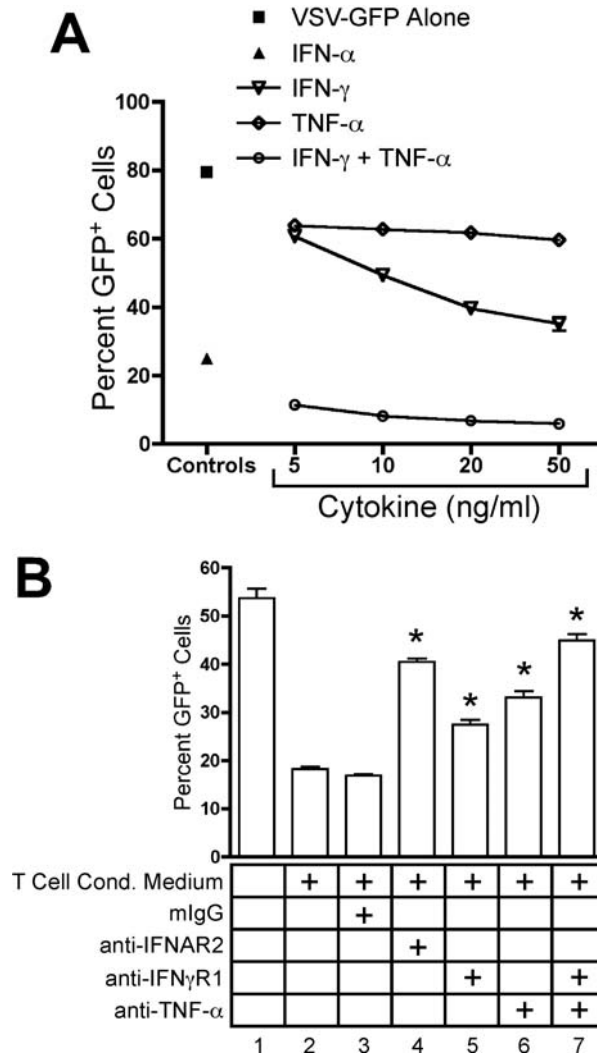 A
VSV-GFP Alone
IFN-α
IFN-γ
TNF-α
IFN-γ + TNF-α
Percent GFP+ Cells
100
80
60
40
20
0
Controls 5 10 20 50
Cytokine (ng/ml)
B
Percent GFP+ Cells
60
50
40
30
20
10
0
* * * *
T Cell Cond. Medium + + + + + +
mIgG +
anti-IFNAR2 +
anti-IFNγR1 + +
anti-TNF-α + +
1 2 3 4 5 6 7